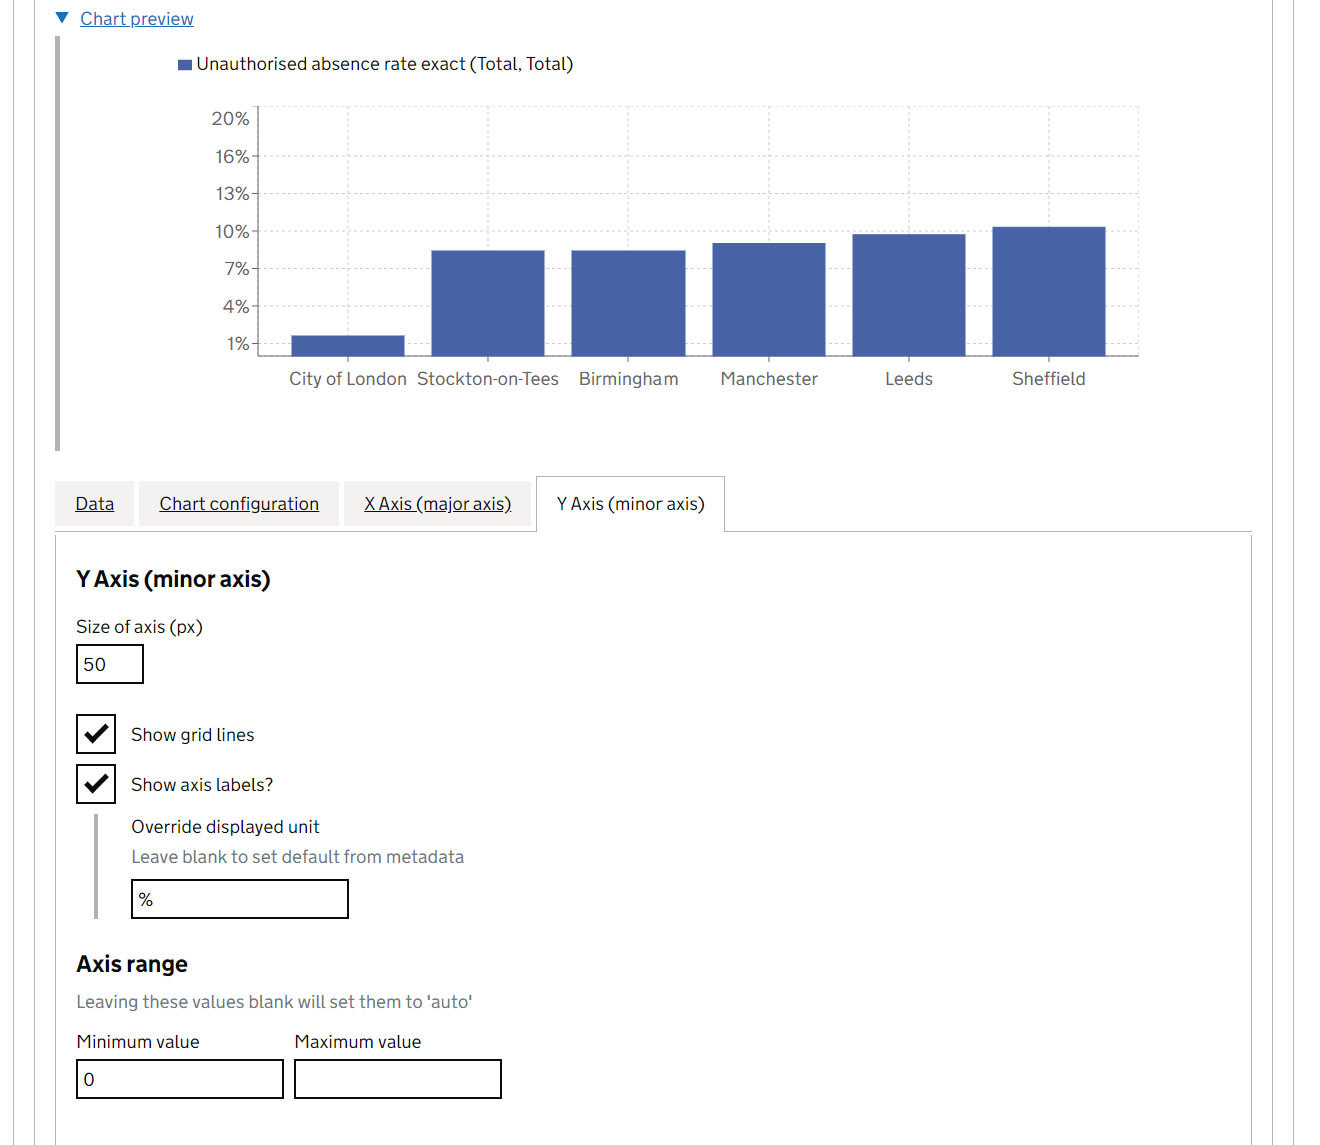 Chart preview
Unauthorised absence rate exact (Total, Total)
20%
16%
13%
10%
7%
4%
1%
City of London Stockton-on-Tees Birmingham Manchester Leeds Sheffield
Data Chart configuration X Axis (major axis) Y Axis (minor axis)
Y Axis (minor axis)
Size of axis (px)
50
Show grid lines
Show axis labels?
Override displayed unit
Leave blank to set default from metadata
%
Axis range
Leaving these values blank will set them to 'auto'
Minimum value Maximum value
0